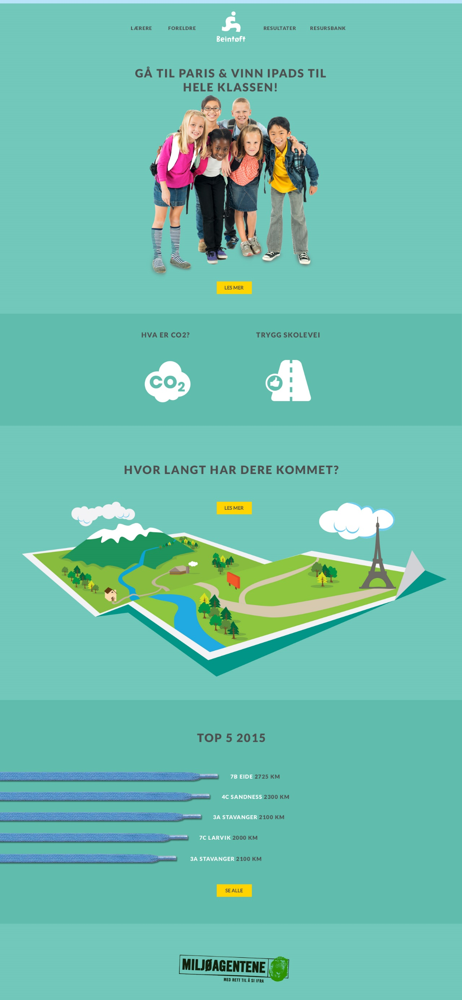 LÆRERE
FORELDRE
Beintøft
RESULTATER
RESURSBANK
GÅ TIL PARIS & VINN IPADS TIL
HELE KLASSEN!
LES MER
HVA ER CO2?
TRYGG SKOLEVEI
CO2
HVOR LANGT HAR DERE KOMMET?
LES MER
TOP 5 2015
7B EIDE 2725 KM
4C SANDNESS 2300 KM
3A STAVANGER 2100 KM
7C LARVIK 2000 KM
3A STAVANGER 2100 KM
SE ALLE
MILJØAGENTENE
MED RETT TIL Å SI IFRA